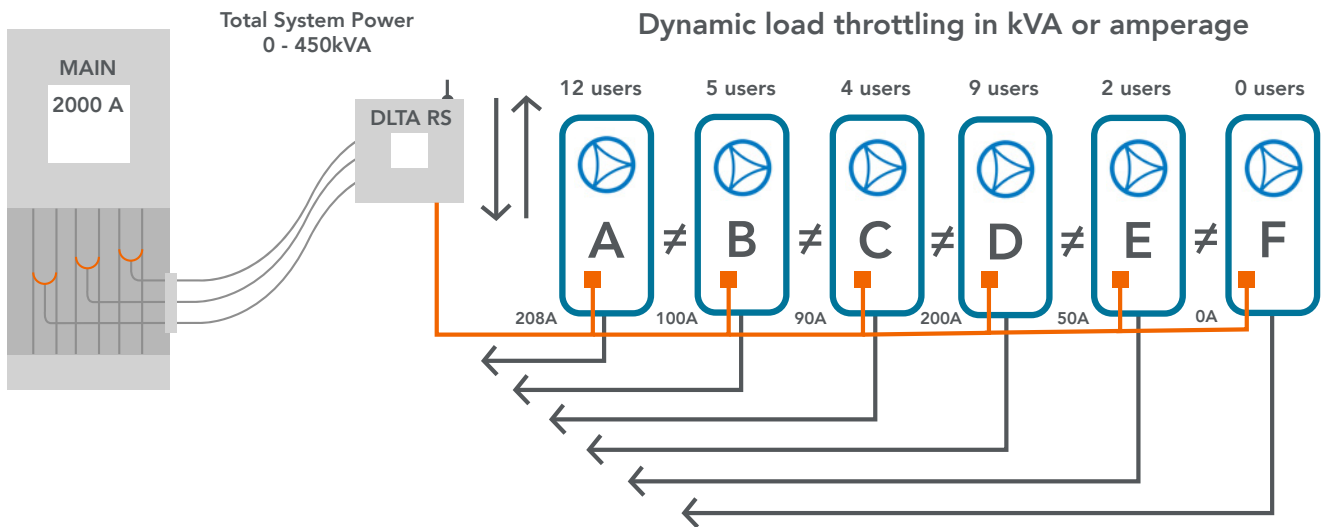 Total System Power
0 - 450kVA
Dynamic load throttling in kVA or amperage
MAIN
2000 A
DLTA RS
12 users
5 users
4 users
9 users
2 users
0 users
A ≠ B ≠ C ≠ D ≠ E ≠ F
208A
100A
90A
200A
50A
0A